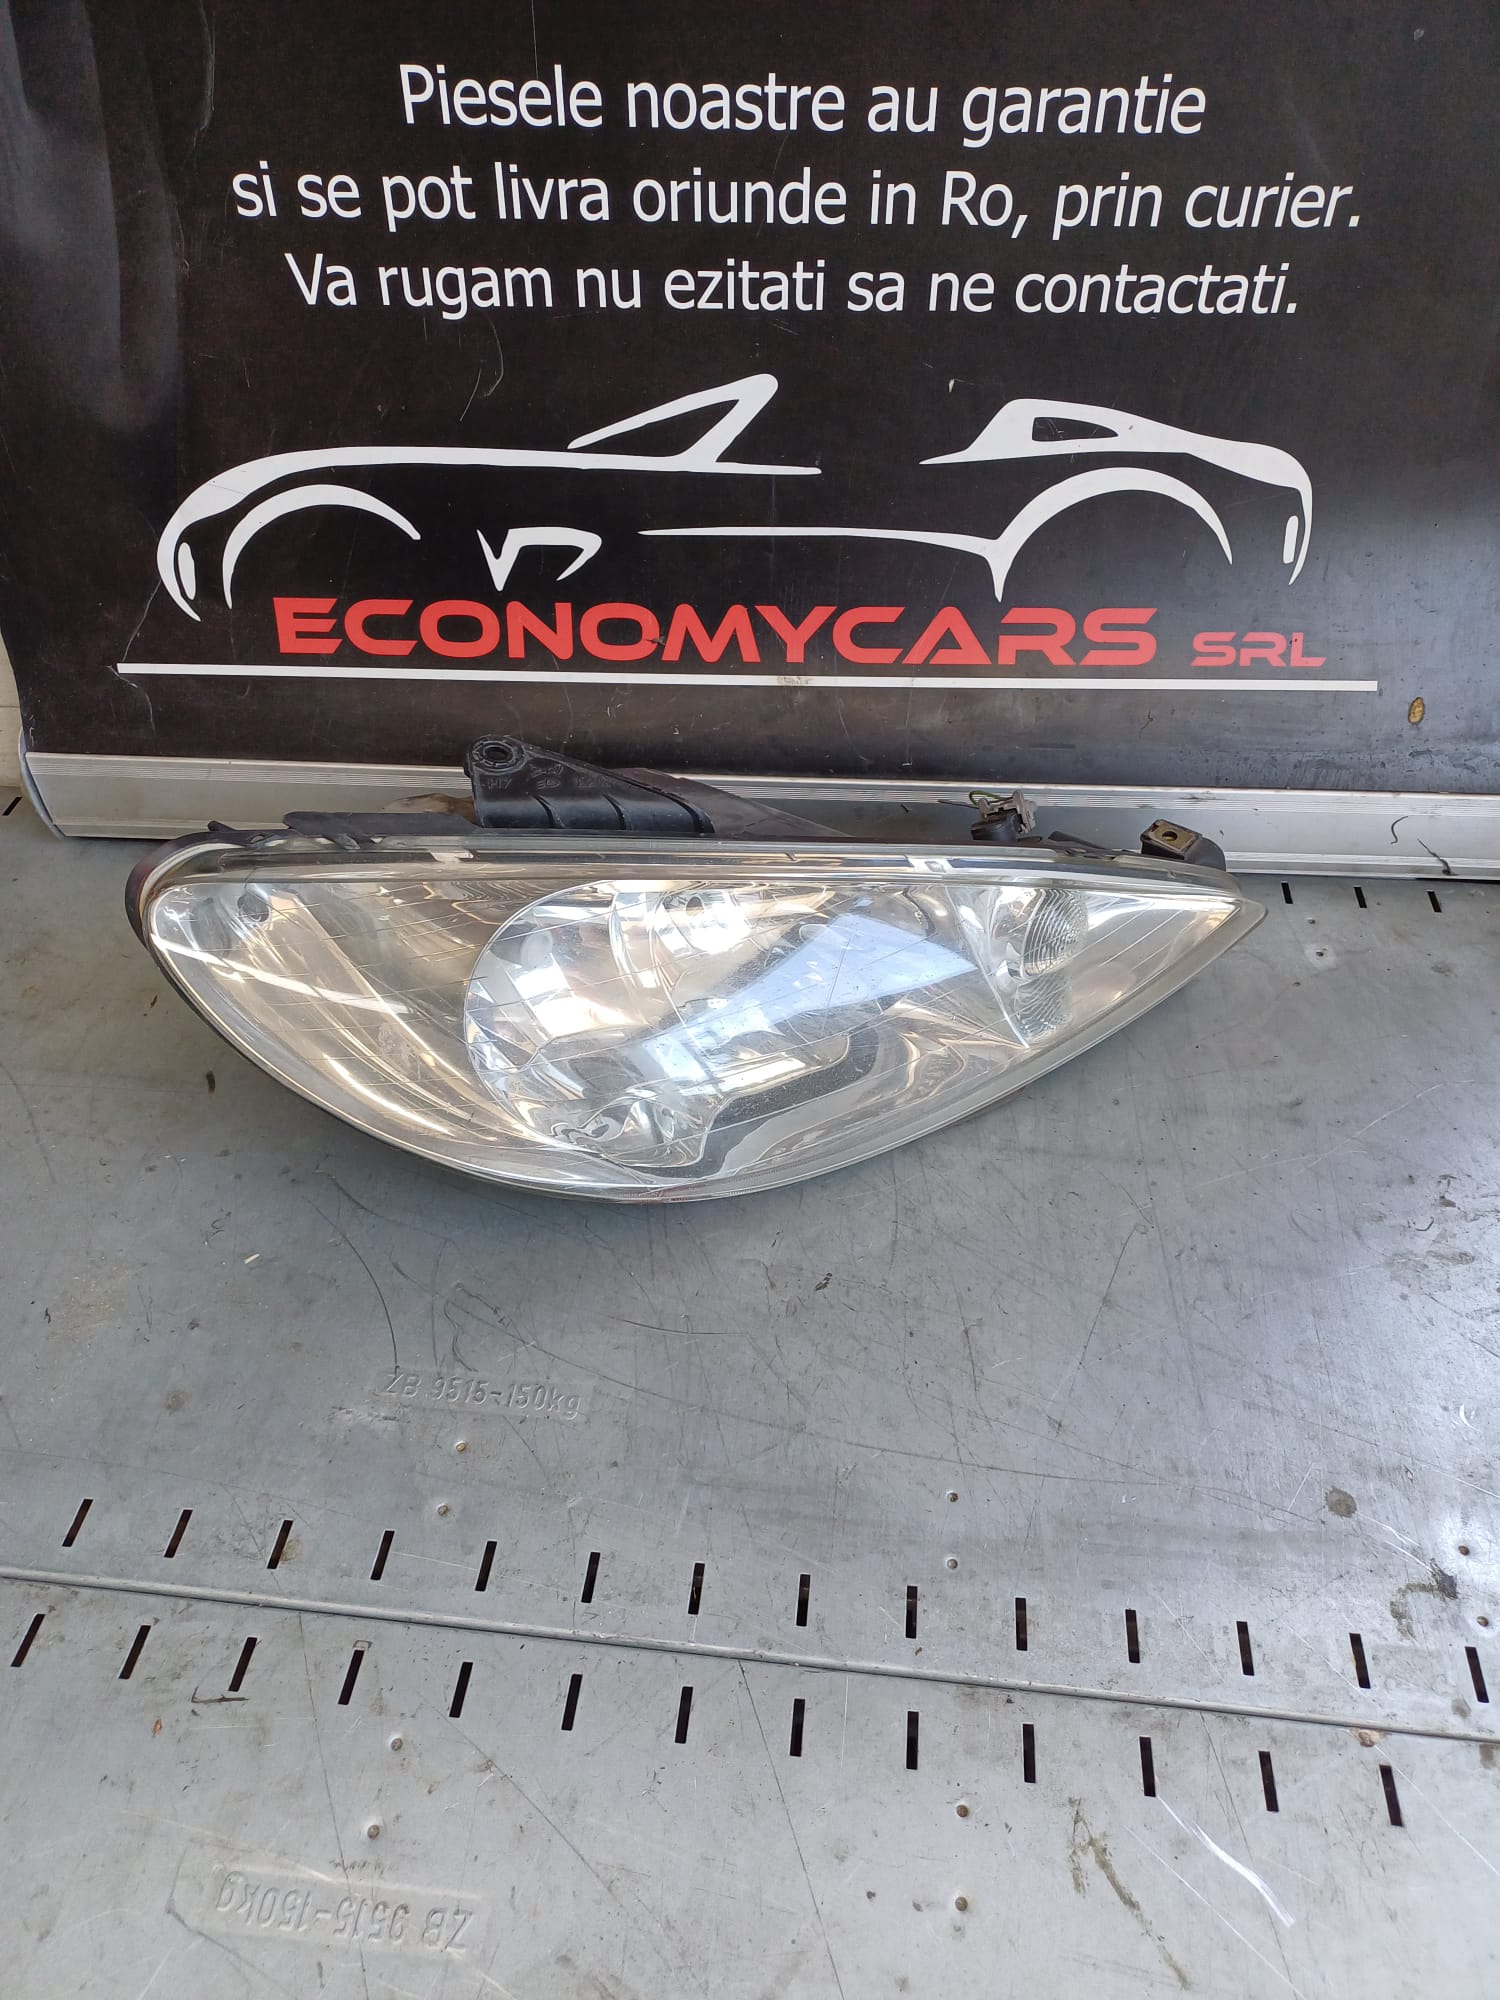 Piesele noastre au garantie
si se pot livra oriunde in Ro, prin curier.
Va rugam nu ezitati sa ne contactati.
ECONOMYCARS SRL
ZB 9515-150kg
ZB 9515-150kg